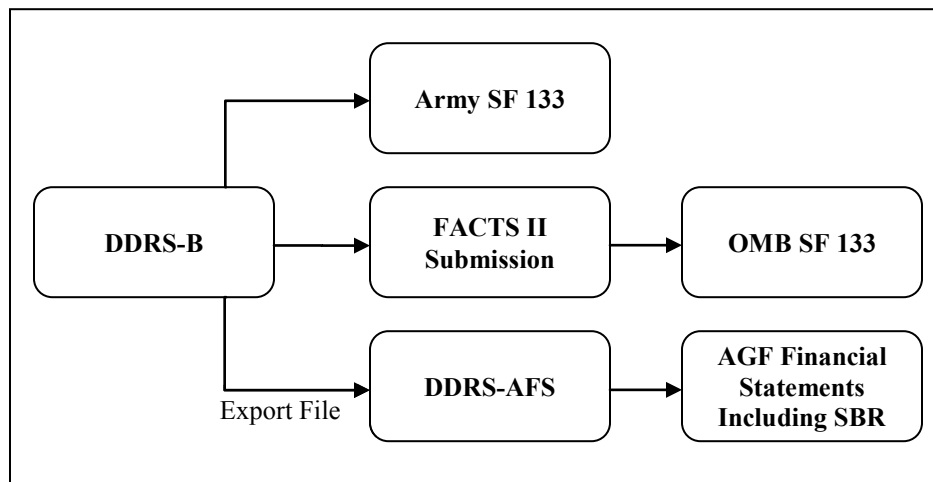 Army SF 133
DDRS-B
FACTS II
Submission
OMB SF 133
Export File
DDRS-AFS
AGF Financial
Statements
Including SBR